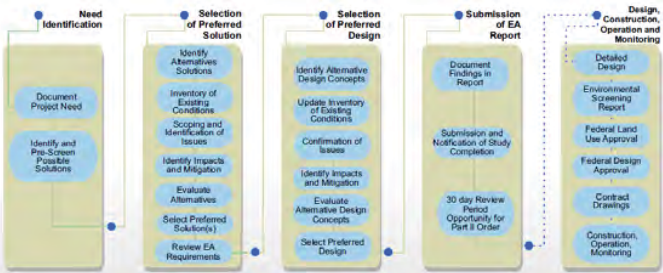 Need
Identification
Document
Project Need
Identify and
Pre-Screen
Possible
Solutions
Selection
of Preferred
Solution
Identify
Alternatives
Solutions
Inventory of
Existing
Conditions
Scoping and
Identification of
Issues
Identify Impacts
and Mitigation
Evaluate
Alternatives
Select Preferred
Solution(s)
Review EA
Requirements
Selection
of Preferred
Design
Identify Alternative
Design Concepts
Update Inventory
of Existing
Conditions
Confirmation of
Issues
Identify Impacts
and Mitigation
Evaluate
Alternative Design
Concepts
Select Preferred
Design
Submission
of EA
Report
Document
Findings in
Report
Submission and
Notification of Study
Completion
30 day Review
Period
Opportunity for
Part II Order
Design,
Construction,
Operation and
Monitoring
Detailed
Design
Environmental
Screening
Report
Federal Land
Use Approval
Federal Design
Approval
Contract
Drawings
Construction,
Operation,
Monitoring